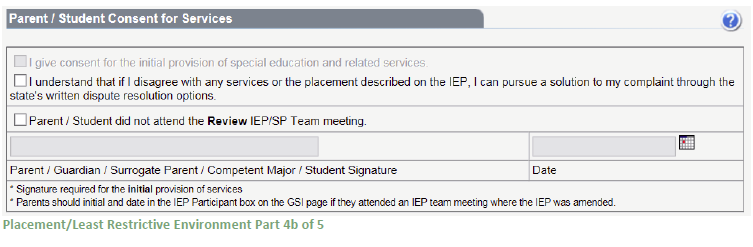 Parent / Student Consent for Services
?
I give consent for the initial provision of special education and related services.
I understand that if I disagree with any services or the placement described on the IEP, I can pursue a solution to my complaint through the
state's written dispute resolution options.
Parent / Student did not attend the Review IEP/SP Team meeting.
Parent / Guardian / Surrogate Parent / Competent Major / Student Signature
Date
* Signature required for the initial provision of services
* Parents should initial and date in the IEP Participant box on the GSI page if they attended an IEP team meeting where the IEP was amended.
Placement/Least Restrictive Environment Part 4b of 5